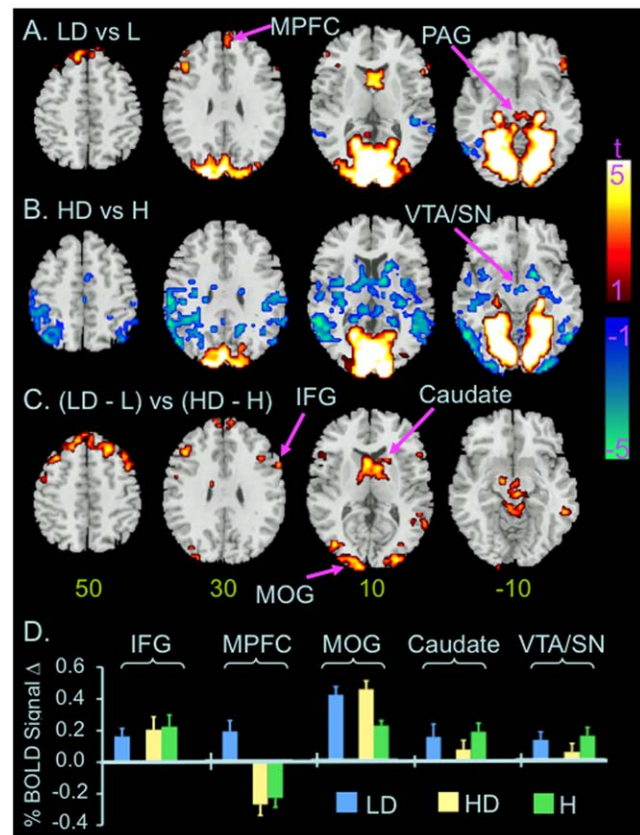 A. LD vs L
MPFC
PAG
t
5
1
B. HD vs H
VTA/SN
-1
-5
C. (LD - L) vs (HD - H)
IFG
Caudate
MOG
50
30
10
-10
D.
IFG
MPFC
MOG
Caudate
VTA/SN
% BOLD Signal Δ
0.6
0.4
0.2
0.0
-0.2
-0.4
LD
HD
H